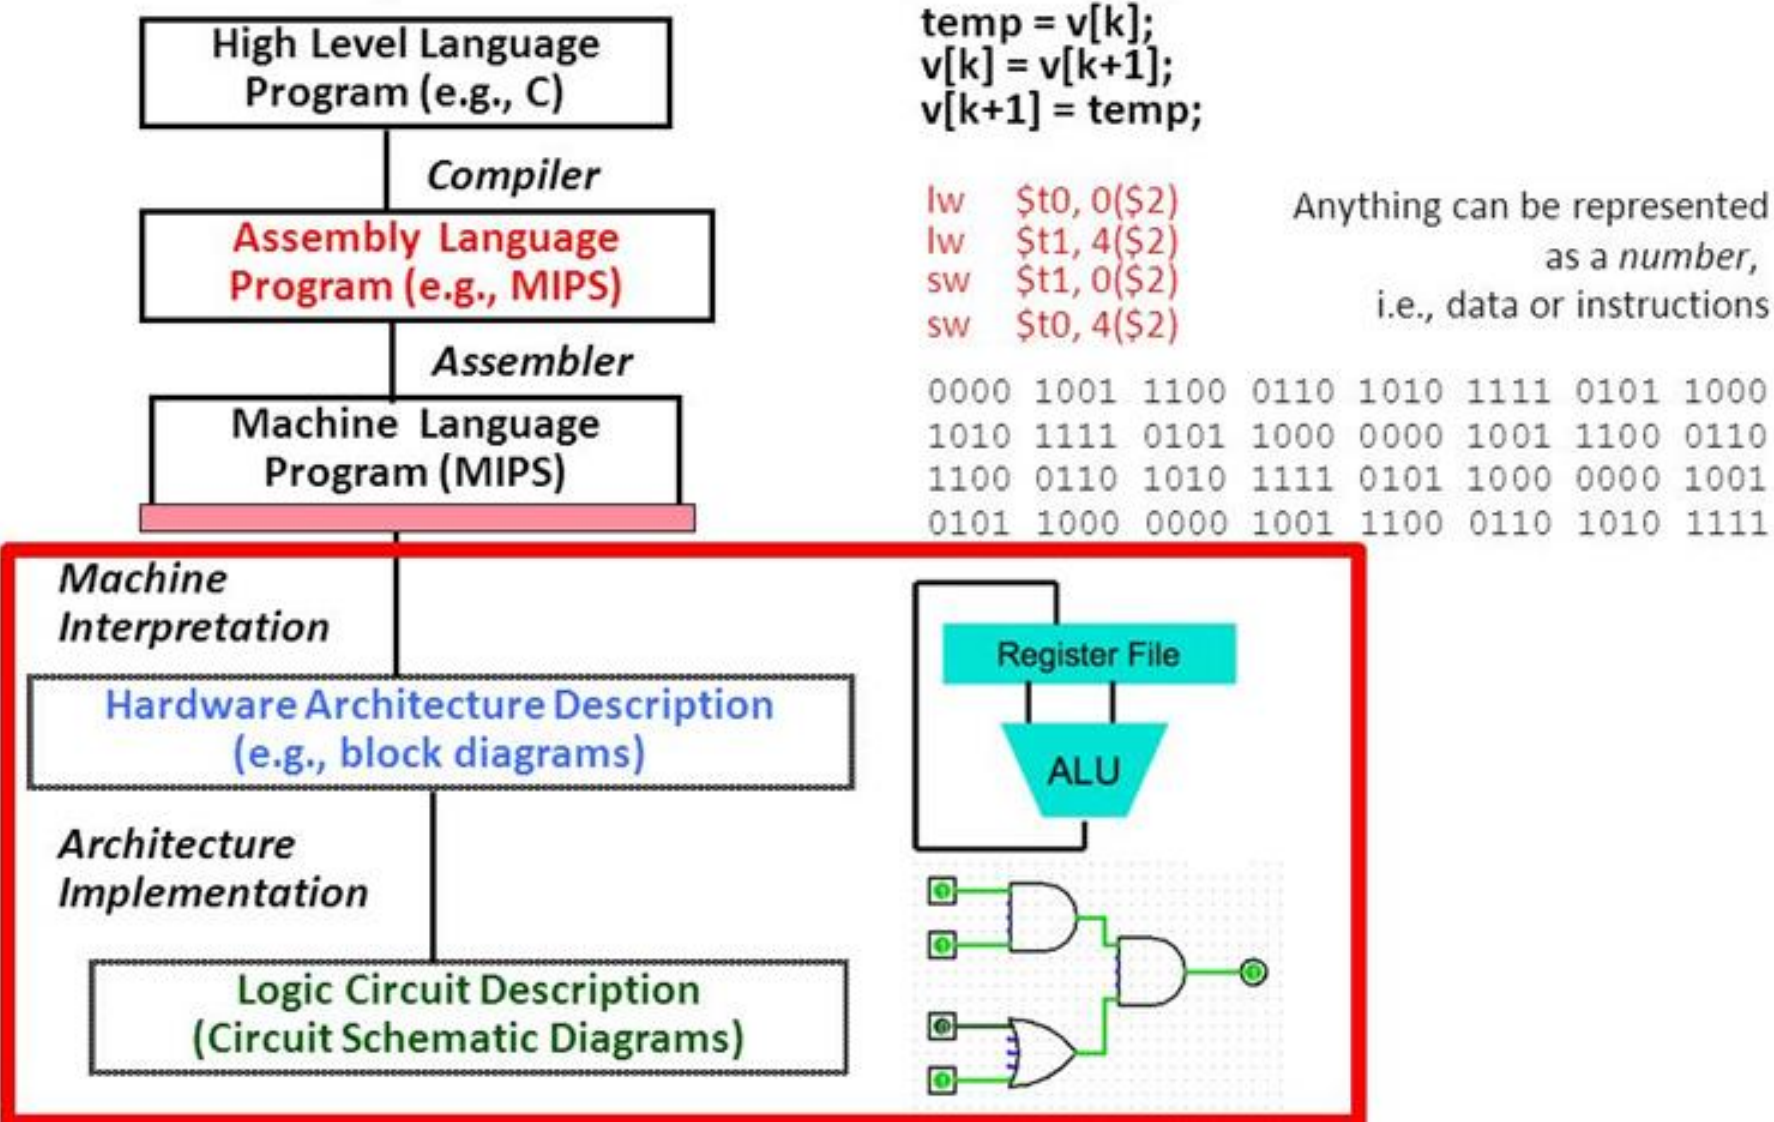 High Level Language
Program (e.g., C)
temp = v[k];
v[k] = v[k+1];
v[k+1] = temp;
Compiler
Assembly Language
Program (e.g., MIPS)
lw $t0, 0($2)
lw $t1, 4($2)
sw $t1, 0($2)
sw $t0, 4($2)
Anything can be represented
as a number,
i.e., data or instructions
Assembler
Machine Language
Program (MIPS)
0000 1001 1100 0110 1010 1111 0101 1000
1010 1111 0101 1000 0000 1001 1100 0110
1100 0110 1010 1111 0101 1000 0000 1001
0101 1000 0000 1001 1100 0110 1010 1111
Machine
Interpretation
Hardware Architecture Description
(e.g., block diagrams)
Register File
ALU
Architecture
Implementation
Logic Circuit Description
(Circuit Schematic Diagrams)